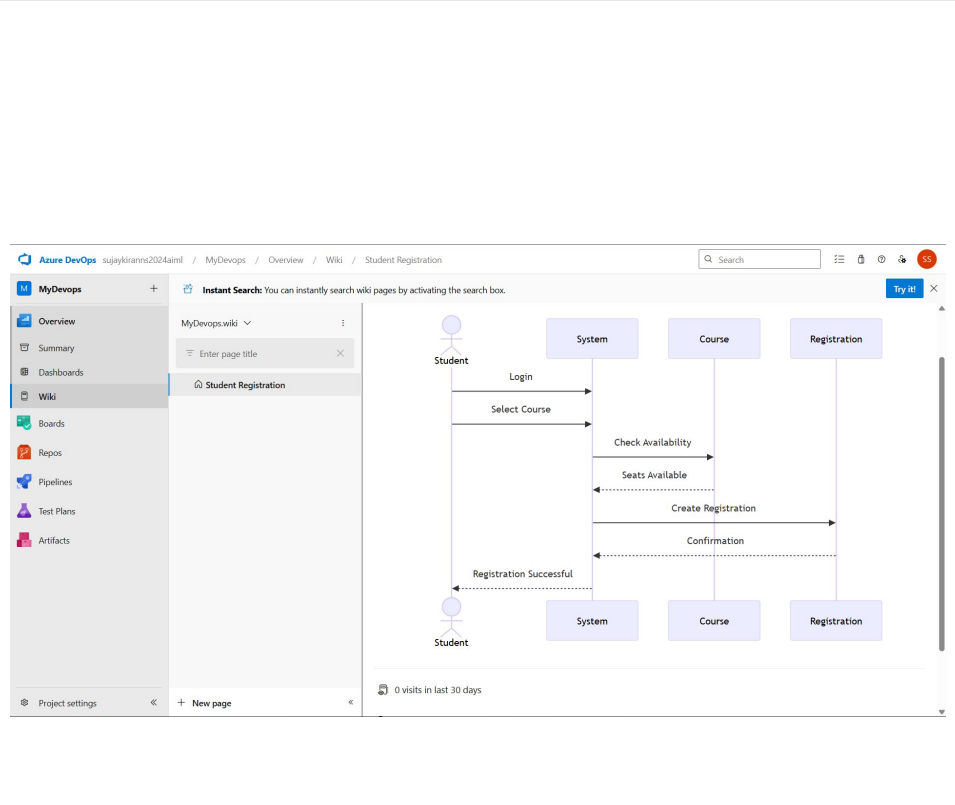 Azure DevOps sujaykiranns2024aiml / MyDevops / Overview / Wiki / Student Registration
Search
SS
M MyDevops +
Instant Search: You can instantly search wiki pages by activating the search box.
Try it!
Overview
Summary
Dashboards
Wiki
Boards
Repos
Pipelines
Test Plans
Artifacts
Project settings
MyDevops.wiki
Enter page title
Student Registration
+ New page
Student
System
Course
Registration
Login
Select Course
Check Availability
Seats Available
Create Registration
Confirmation
Registration Successful
Student
System
Course
Registration
0 visits in last 30 days